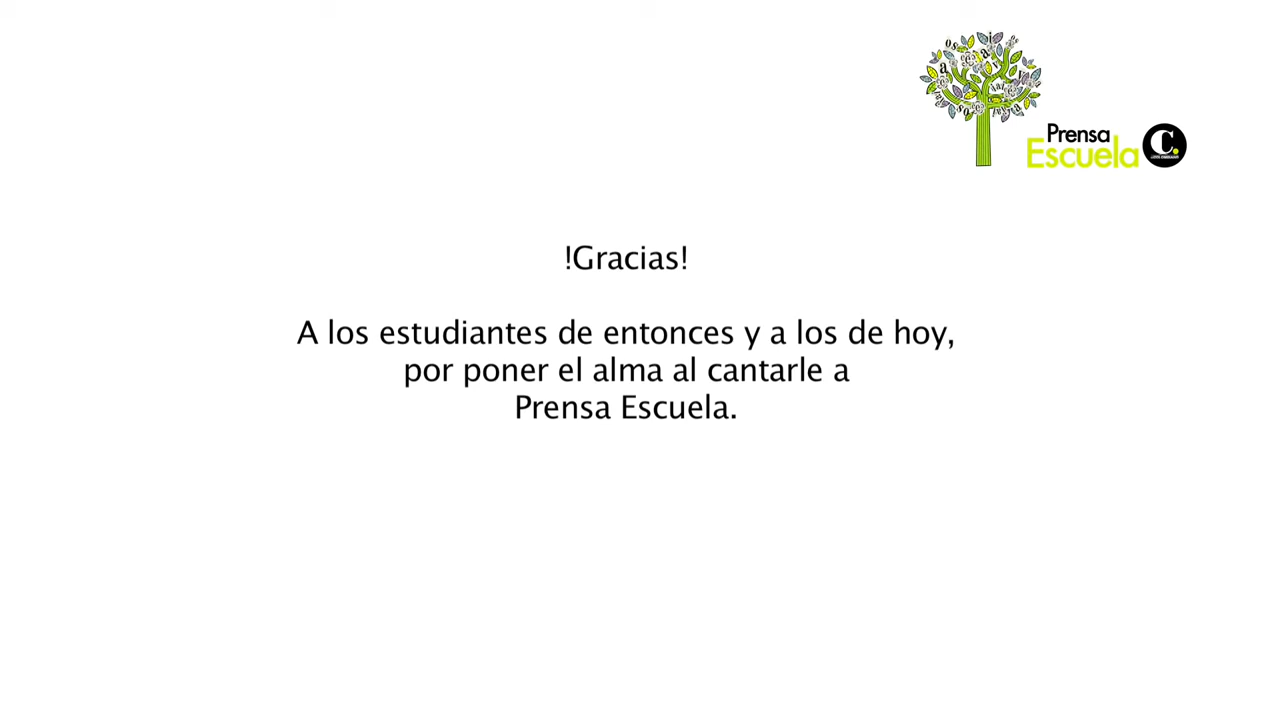 Prensa
Escuela
C.
!Gracias!
A los estudiantes de entonces y a los de hoy,
por poner el alma al cantarle a
Prensa Escuela.